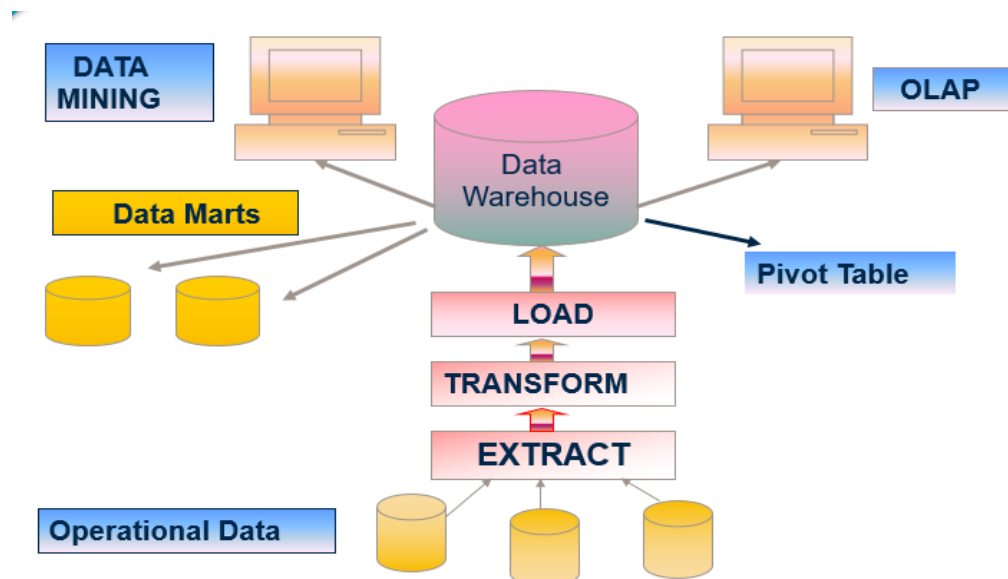 DATA
MINING
OLAP
Data
Warehouse
Data Marts
Pivot Table
LOAD
TRANSFORM
EXTRACT
Operational Data